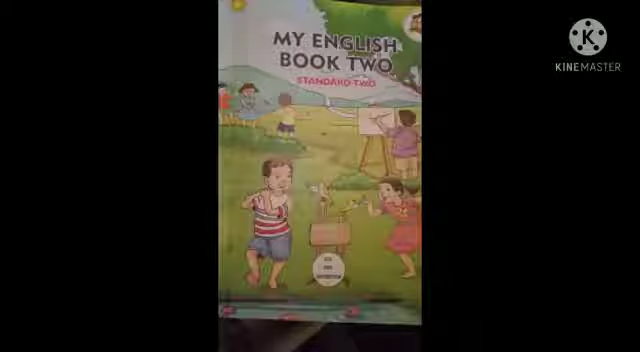 MY ENGLISH
BOOK TWO
STANDARD TWO
K
KINEMASTER